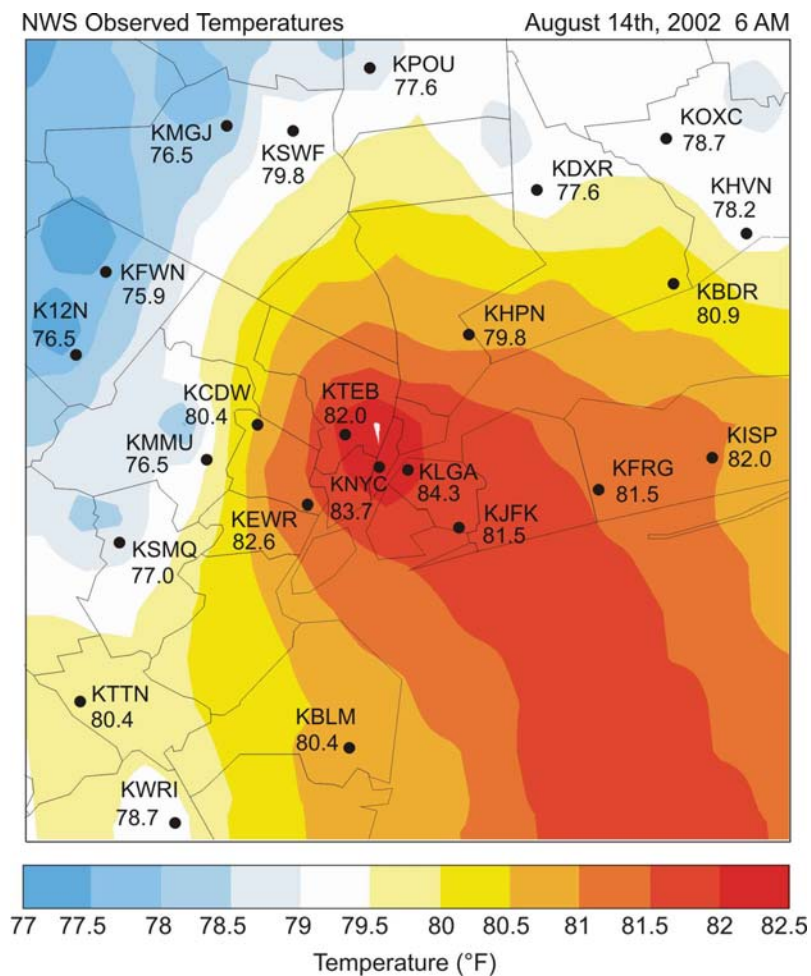 NWS Observed Temperatures August 14th, 2002 6 AM
KPOU
77.6
KMGJ
76.5
KSWF
79.8
KOXC
78.7
KDXR
77.6
KHVN
78.2
KFWN
75.9
KBDR
80.9
K12N
76.5
KHPN
79.8
KCDW
80.4
KTEB
82.0
KMMU
76.5
KISP
82.0
KNYC
83.7
KLGA
84.3
KFRG
81.5
KEWR
82.6
KJFK
81.5
KSMQ
77.0
KTTN
80.4
KBLM
80.4
KWRI
78.7
77 77.5 78 78.5 79 79.5 80 80.5 81 81.5 82 82.5
Temperature (°F)